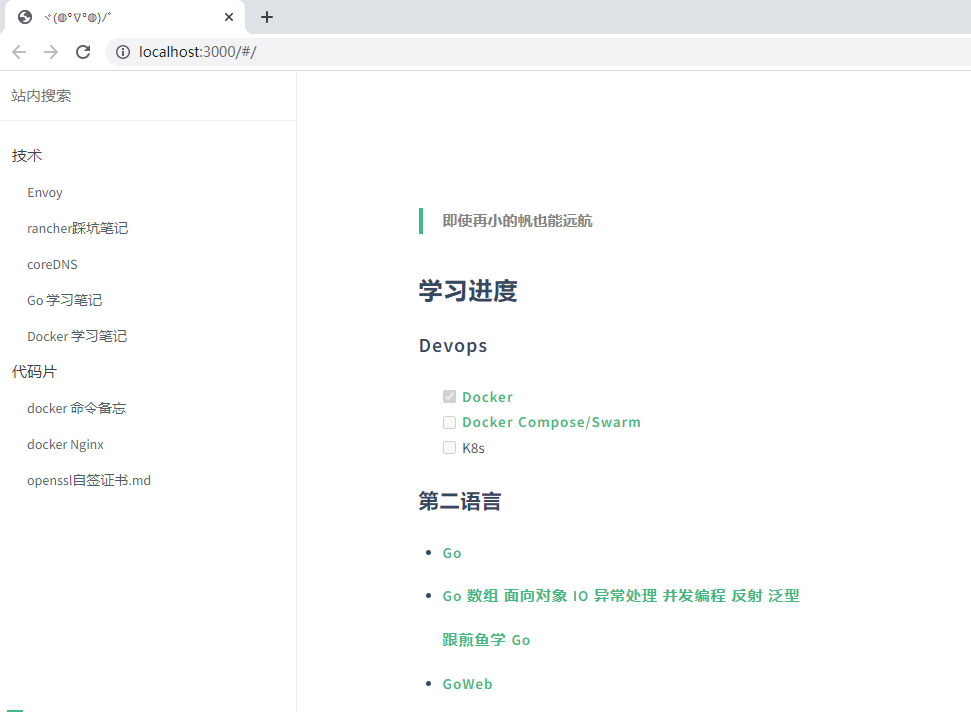 ヾ(◍°∇°◍)ﾉﾞ
localhost:3000/#/
站内搜索
技术
Envoy
rancher踩坑笔记
coreDNS
Go 学习笔记
Docker 学习笔记
代码片
docker 命令备忘
docker Nginx
openssl自签证书.md
即使再小的帆也能远航
学习进度
Devops
Docker
Docker Compose/Swarm
K8s
第二语言
Go
Go 数组 面向对象 IO 异常处理 并发编程 反射 泛型
跟煎鱼学 Go
GoWeb